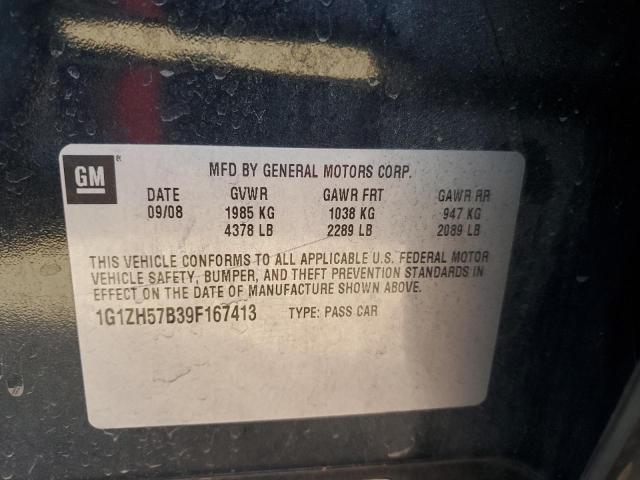 GM®
MFD BY GENERAL MOTORS CORP.
DATE GVWR GAWR FRT GAWR RR
09/08 1985 KG 1038 KG 947 KG
4378 LB 2289 LB 2089 LB
THIS VEHICLE CONFORMS TO ALL APPLICABLE U.S. FEDERAL MOTOR
VEHICLE SAFETY, BUMPER, AND THEFT PREVENTION STANDARDS IN
EFFECT ON THE DATE OF MANUFACTURE SHOWN ABOVE.
1G1ZH57B39F167413 TYPE: PASS CAR